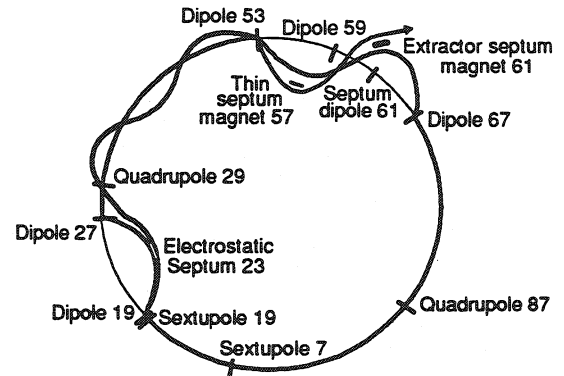 Dipole 53
Dipole 59
Extractor septum
magnet 61
Thin
septum
magnet 57
Septum
dipole 61
Dipole 67
Quadrupole 29
Dipole 27
Electrostatic
Septum 23
Dipole 19
Sextupole 19
Quadrupole 87
Sextupole 7